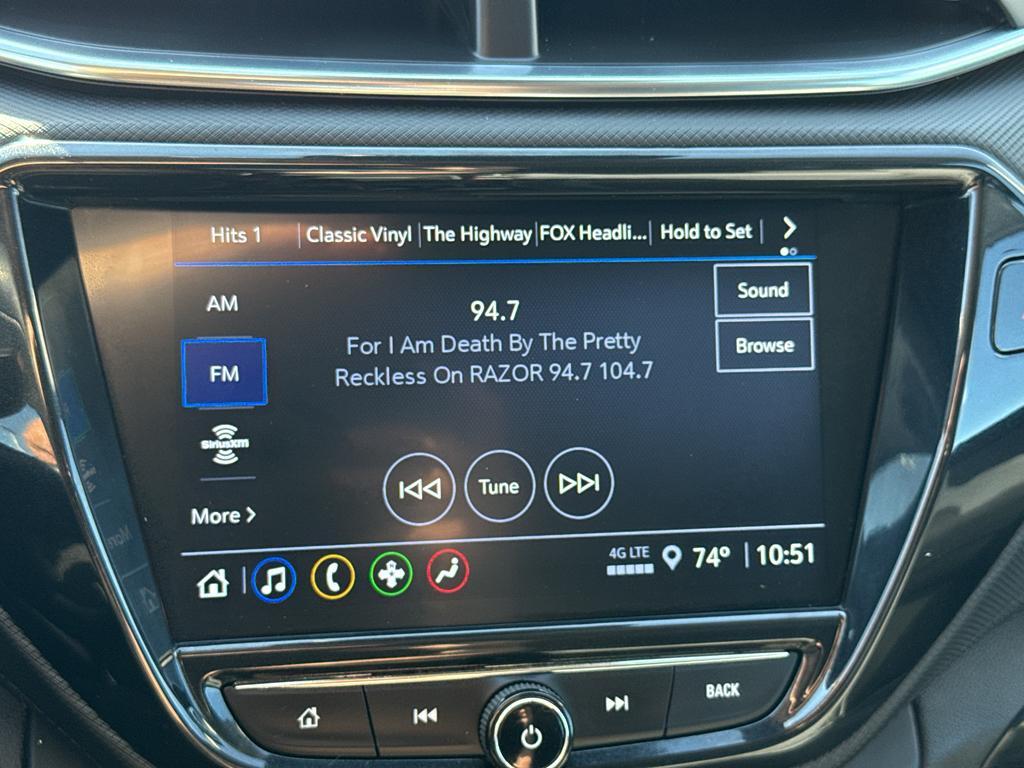 Hits 1
Classic Vinyl
The Highway
FOX Headli...
Hold to Set
AM
94.7
Sound
For I Am Death By The Pretty
Reckless On RAZOR 94.7 104.7
Browse
FM
SiriusXM
Tune
More
4G LTE
74°
10:51
BACK